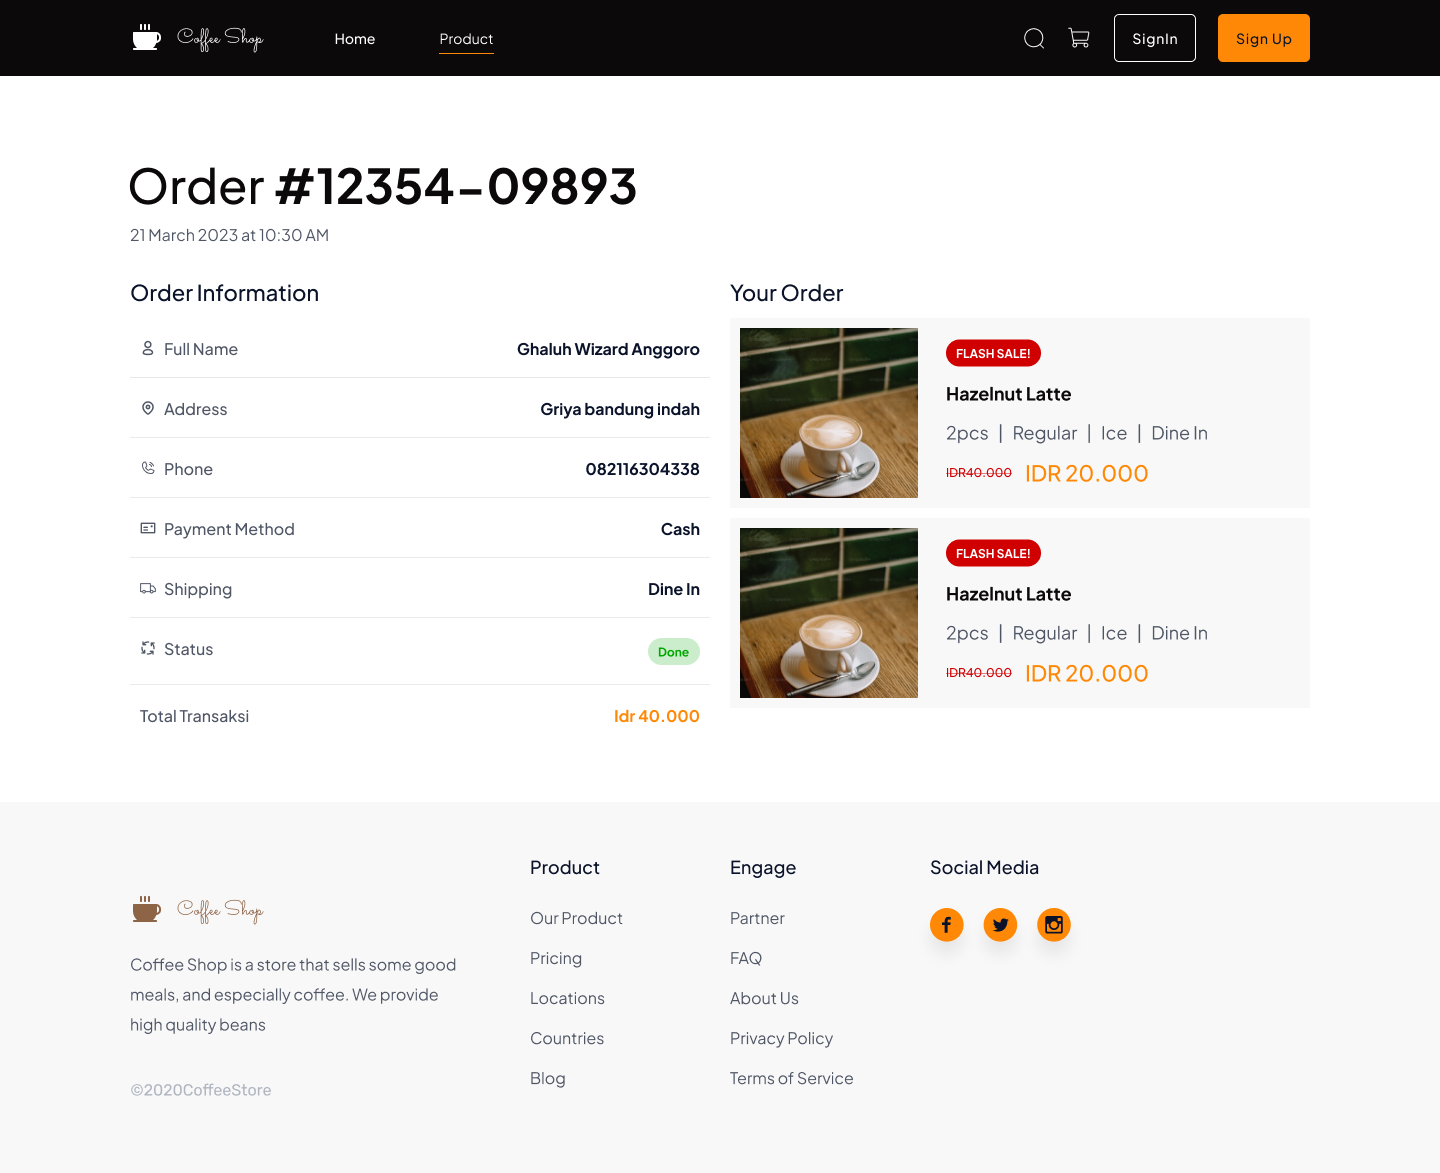 Coffee Shop
Home
Product
SignIn
Sign Up
Order #12354-09893
21 March 2023 at 10:30 AM
Order Information
Full Name
Ghaluh Wizard Anggoro
Address
Griya bandung indah
Phone
082116304338
Payment Method
Cash
Shipping
Dine In
Status
Done
Total Transaksi
Idr 40.000
Your Order
FLASH SALE!
Hazelnut Latte
2pcs | Regular | Ice | Dine In
IDR40.000 IDR 20.000
FLASH SALE!
Hazelnut Latte
2pcs | Regular | Ice | Dine In
IDR40.000 IDR 20.000
Coffee Shop
Coffee Shop is a store that sells some good
meals, and especially coffee. We provide
high quality beans
©2020CoffeeStore
Product
Our Product
Pricing
Locations
Countries
Blog
Engage
Partner
FAQ
About Us
Privacy Policy
Terms of Service
Social Media